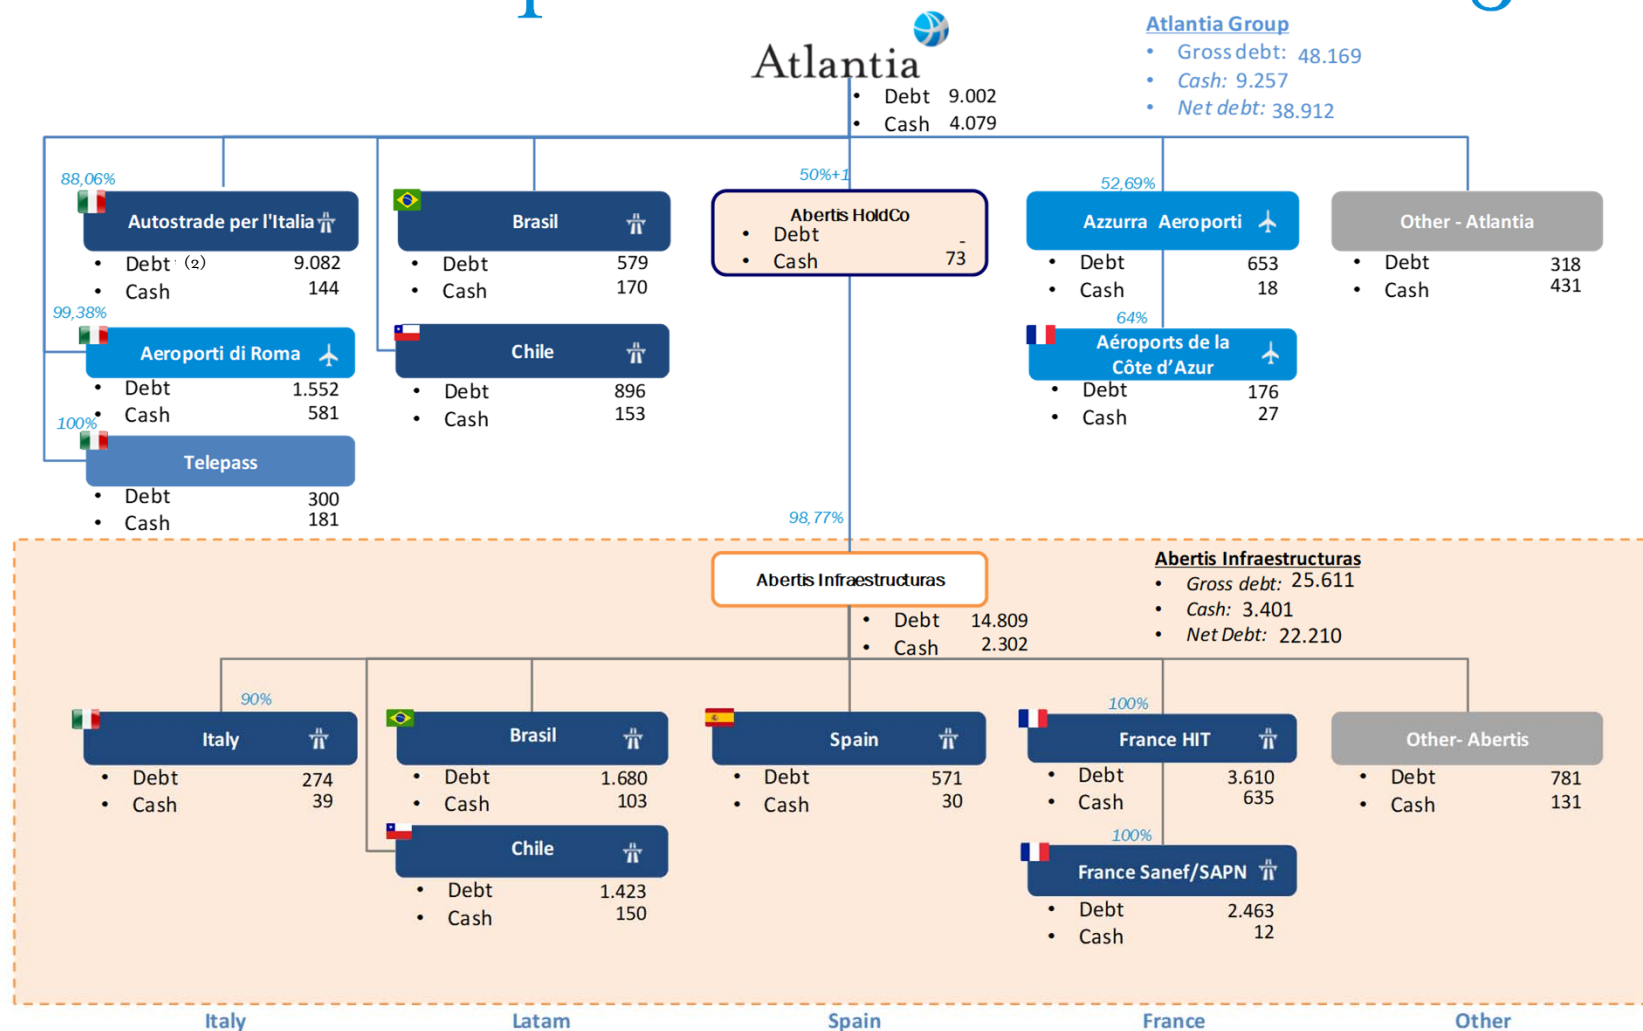 Atlantia
Atlantia Group
• Gross debt: 48.169
• Cash: 9.257
• Net debt: 38.912
• Debt 9.002
• Cash 4.079
88,06%
Autostrade per l'Italia
• Debt (2) 9.082
• Cash 144
99,38%
Aeroporti di Roma
• Debt 1.552
• Cash 581
100%
Telepass
• Debt 300
• Cash 181
Brasil
• Debt 579
• Cash 170
Chile
• Debt 896
• Cash 153
50%+1
Abertis HoldCo
• Debt -
• Cash 73
98,77%
52,69%
Azzurra Aeroporti
• Debt 653
• Cash 18
64%
Aéroports de la
Côte d’Azur
• Debt 176
• Cash 27
Other - Atlantia
• Debt 318
• Cash 431
Abertis Infraestructuras
• Debt 14.809
• Cash 2.302
Abertis Infraestructuras
• Gross debt: 25.611
• Cash: 3.401
• Net Debt: 22.210
90%
Italy
• Debt 274
• Cash 39
Brasil
• Debt 1.680
• Cash 103
Chile
• Debt 1.423
• Cash 150
Spain
• Debt 571
• Cash 30
100%
France HIT
• Debt 3.610
• Cash 635
100%
France Sanef/SAPN
• Debt 2.463
• Cash 12
Other- Abertis
• Debt 781
• Cash 131
Italy
Latam
Spain
France
Other